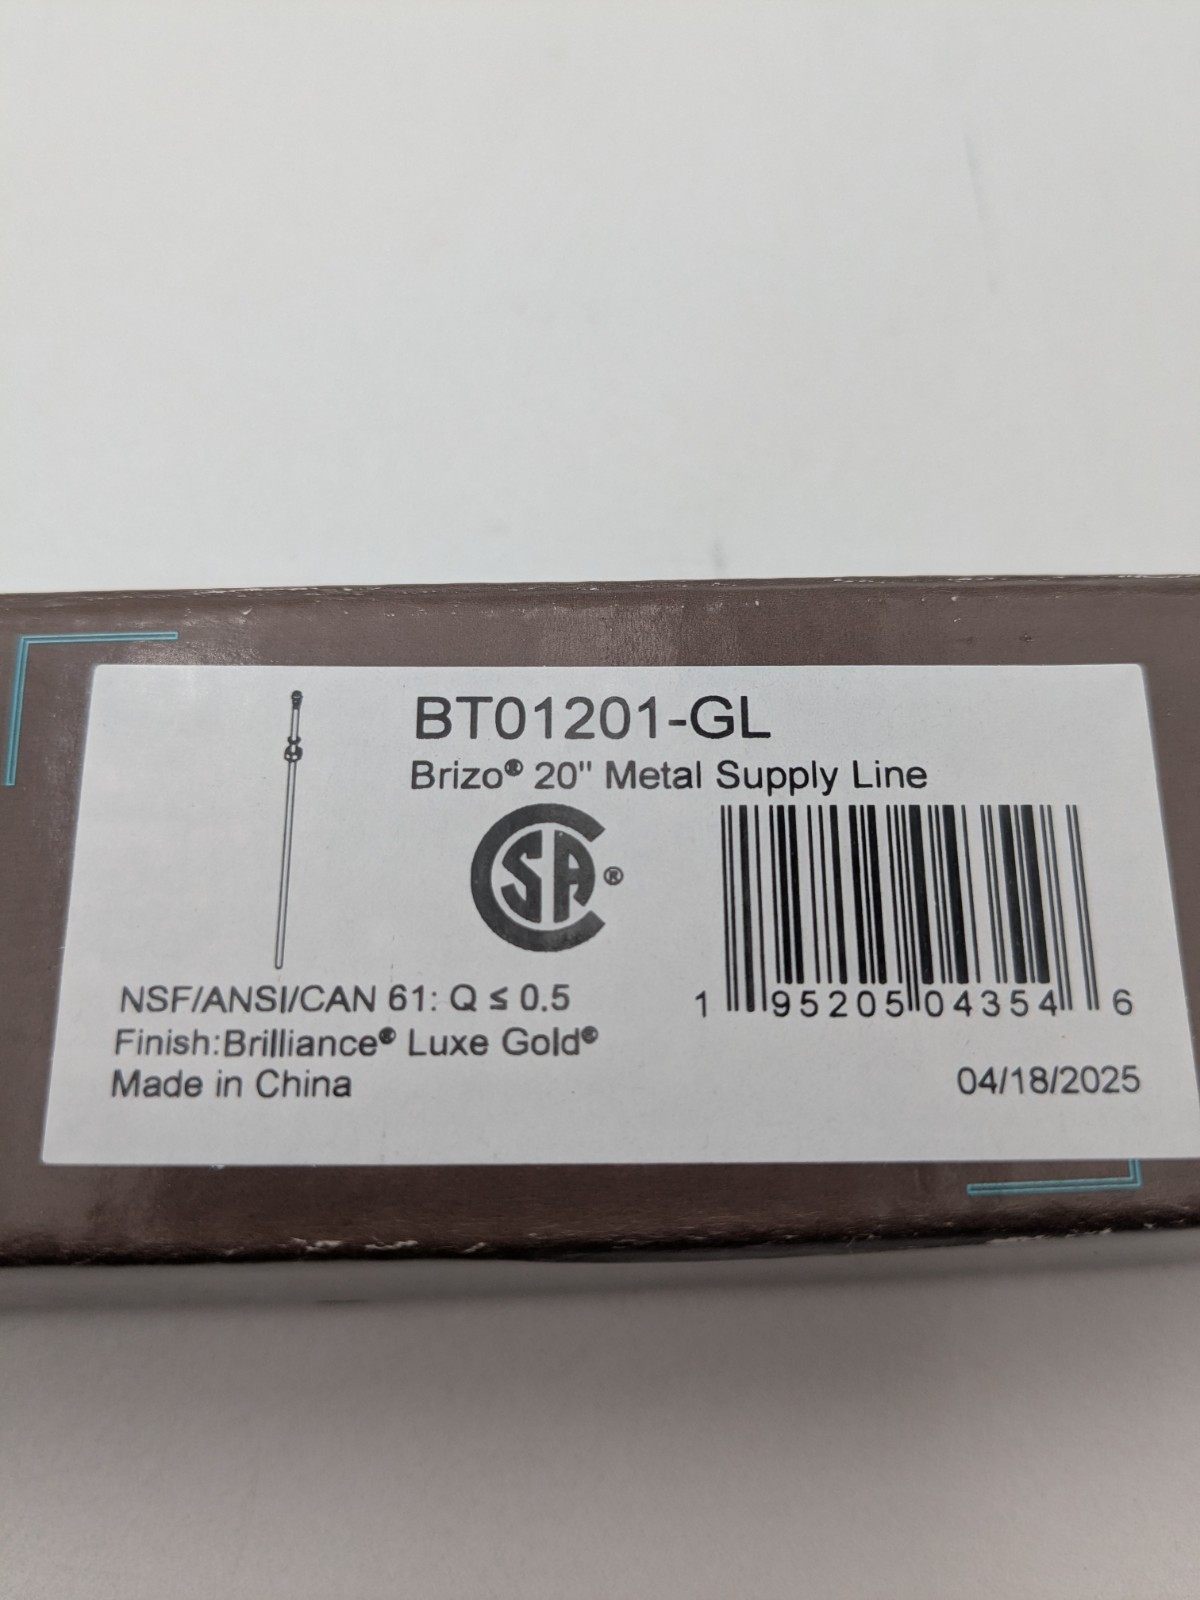 BT01201-GL
Brizo® 20" Metal Supply Line
CSA®
1 95205 04354 6
NSF/ANSI/CAN 61: Q ≤ 0.5
Finish:Brilliance® Luxe Gold®
Made in China
04/18/2025